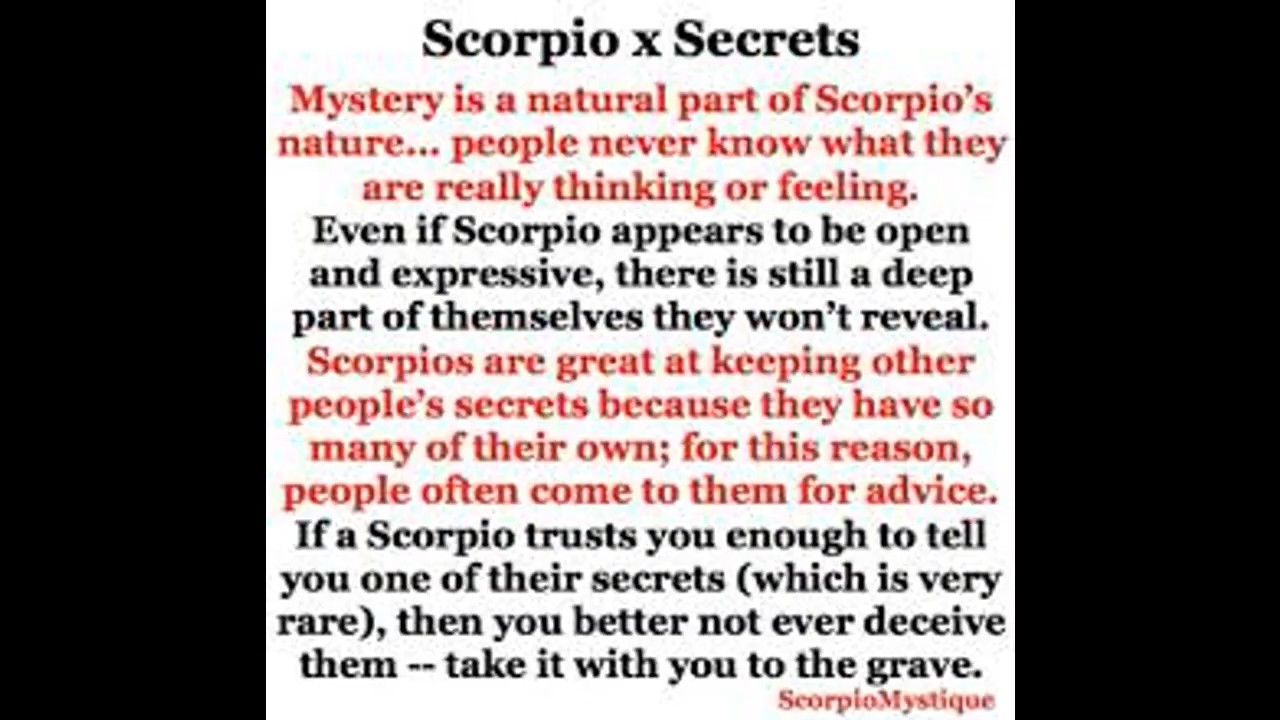 Scorpio x Secrets
Mystery is a natural part of Scorpio's
nature... people never know what they
are really thinking or feeling.
Even if Scorpio appears to be open
and expressive, there is still a deep
part of themselves they won't reveal.
Scorpios are great at keeping other
people's secrets because they have so
many of their own; for this reason,
people often come to them for advice.
If a Scorpio trusts you enough to tell
you one of their secrets (which is very
rare), then you better not ever deceive
them -- take it with you to the grave.
ScorpioMystique